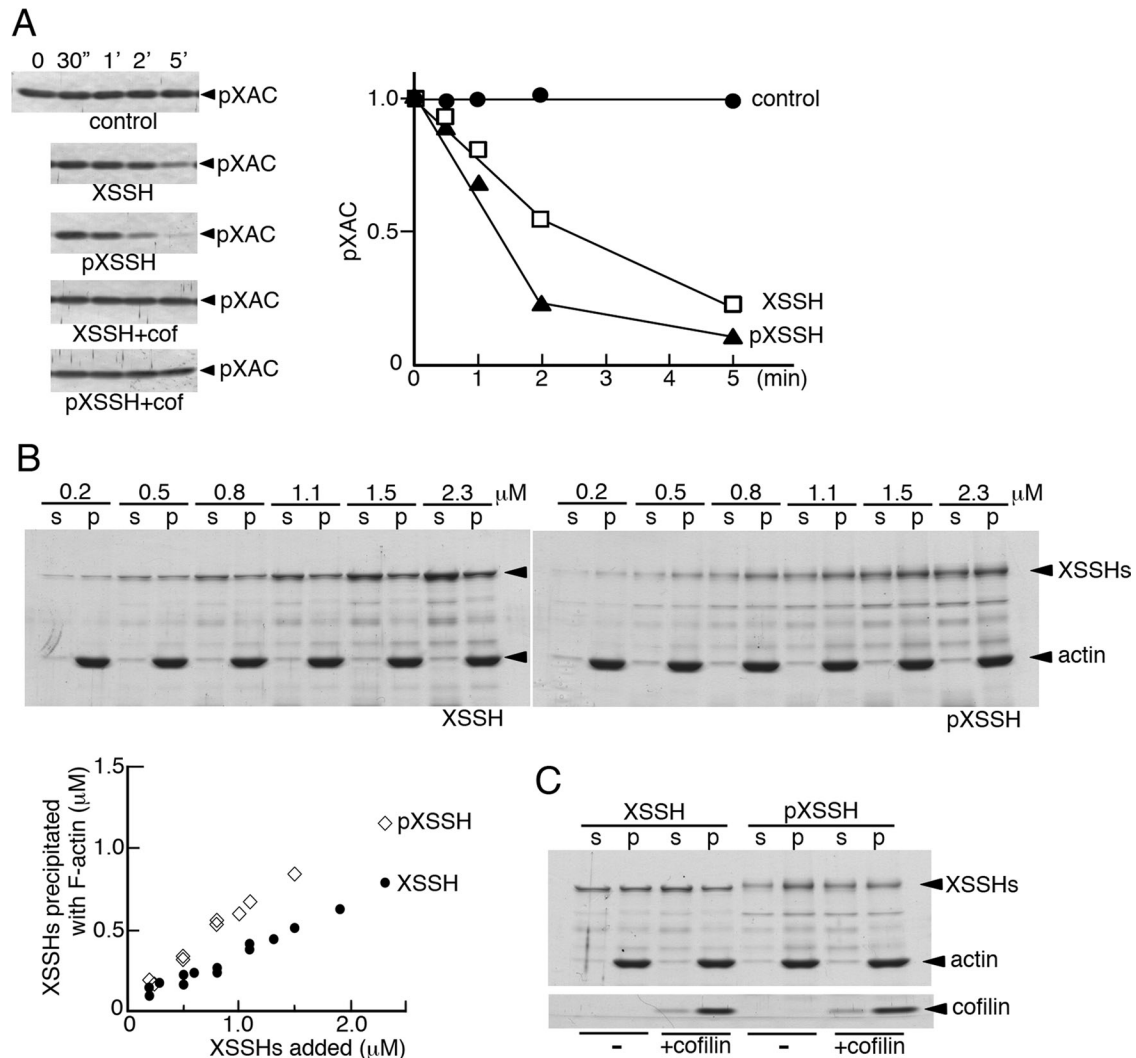 A
0 30” 1’ 2’ 5’
pXAC
control
pXAC
XSSH
pXAC
pXSSH
pXAC
XSSH+cof
pXAC
pXSSH+cof
pXAC
1.0
0.5
0
0 1 2 3 4 5 (min)
control
XSSH
pXSSH
B
0.2 0.5 0.8 1.1 1.5 2.3 μM
s p s p s p s p s p s p
XSSH
0.2 0.5 0.8 1.1 1.5 2.3 μM
s p s p s p s p s p s p
XSSHs
actin
pXSSH
XSSHs precipitated
with F-actin (μM)
1.5
1.0
0.5
0
0 1.0 2.0
XSSHs added (μM)
pXSSH
XSSH
C
XSSH pXSSH
s p s p s p s p
XSSHs
actin
cofilin
- +cofilin - +cofilin